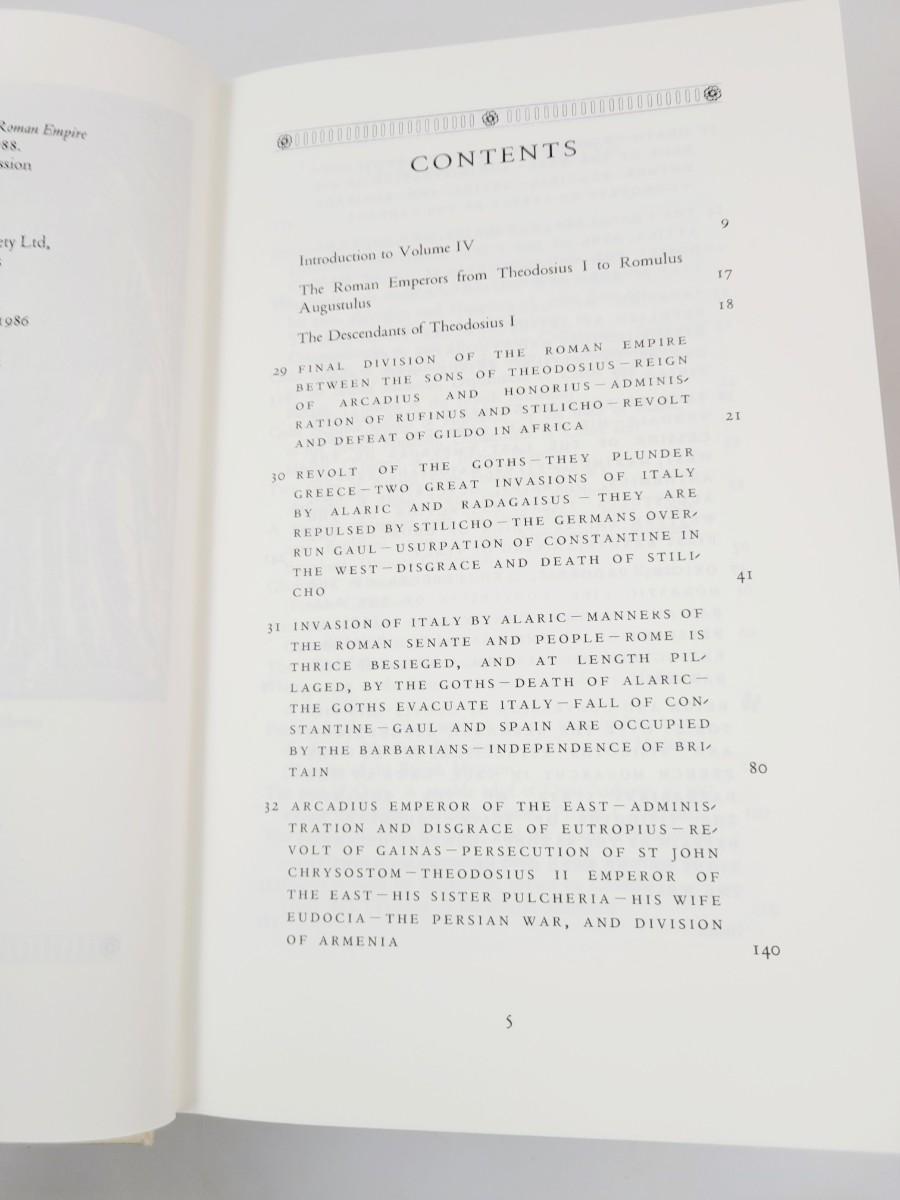 Roman Empire
88.
ssion
ety Ltd,
s
1986
CONTENTS
Introduction to Volume IV 9
The Roman Emperors from Theodosius I to Romulus
Augustulus 17
The Descendants of Theodosius I 18
29 FINAL DIVISION OF THE ROMAN EMPIRE
BETWEEN THE SONS OF THEODOSIUS—REIGN
OF ARCADIUS AND HONORIUS—ADMINIS-
RATION OF RUFINUS AND STILICHO—REVOLT
AND DEFEAT OF GILDO IN AFRICA 21
30 REVOLT OF THE GOTHS—THEY PLUNDER
GREECE—TWO GREAT INVASIONS OF ITALY
BY ALARIC AND RADAGAISUS—THEY ARE
REPULSED BY STILICHO—THE GERMANS OVER-
RUN GAUL—USURPATION OF CONSTANTINE IN
THE WEST—DISGRACE AND DEATH OF STILI-
CHO 41
31 INVASION OF ITALY BY ALARIC—MANNERS OF
THE ROMAN SENATE AND PEOPLE—ROME IS
THRICE BESIEGED, AND AT LENGTH PIL-
LAGED, BY THE GOTHS—DEATH OF ALARIC—
THE GOTHS EVACUATE ITALY—FALL OF CON-
STANTINE—GAUL AND SPAIN ARE OCCUPIED
BY THE BARBARIANS—INDEPENDENCE OF BRI-
TAIN 80
32 ARCADIUS EMPEROR OF THE EAST—ADMINIS-
TRATION AND DISGRACE OF EUTROPIUS—RE-
VOLT OF GAINAS—PERSECUTION OF ST JOHN
CHRYSOSTOM—THEODOSIUS II EMPEROR OF
THE EAST—HIS SISTER PULCHERIA—HIS WIFE
EUDOCIA—THE PERSIAN WAR, AND DIVISION
OF ARMENIA 140
5